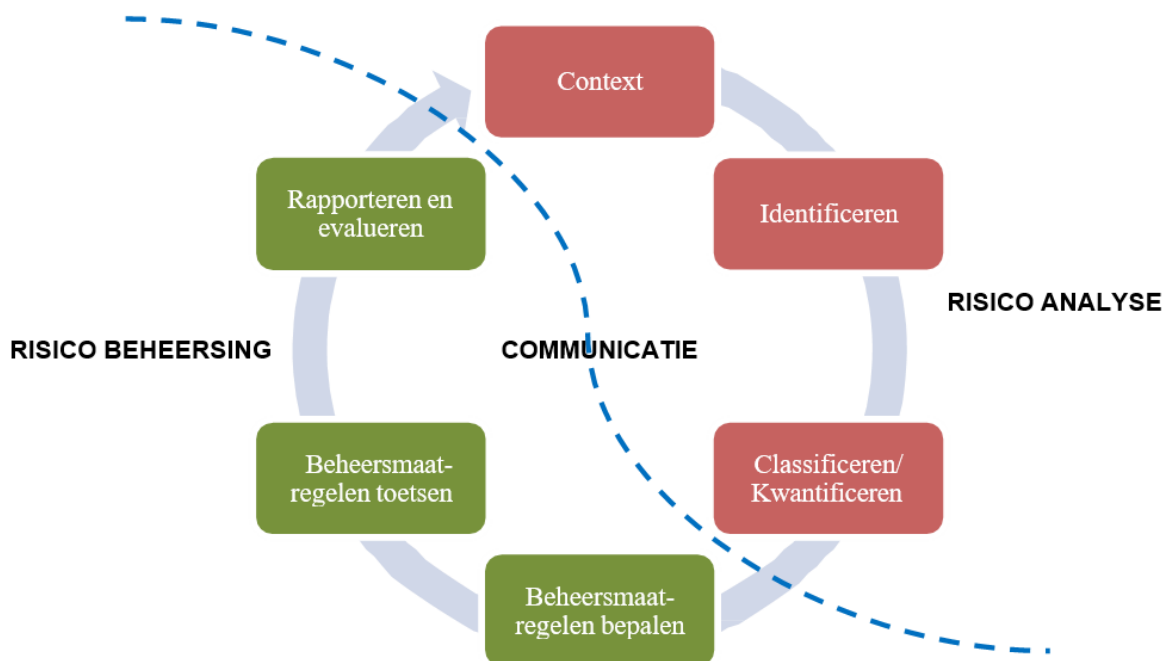 Context
Rapporteren en
evalueren
Identificeren
RISICO ANALYSE
RISICO BEHEERSING
COMMUNICATIE
Beheersmaat-
regelen toetsen
Classificeren/
Kwantificeren
Beheersmaat-
regelen bepalen